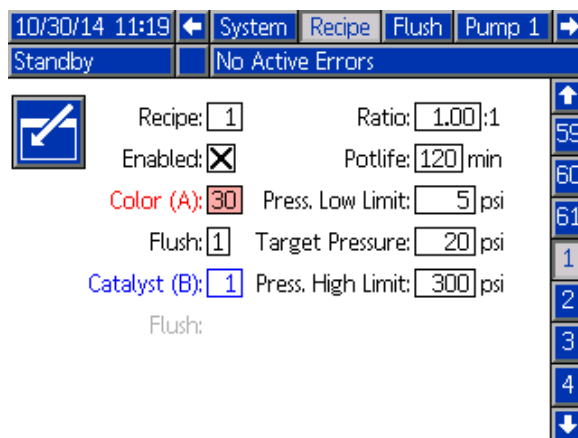 10/30/14 11:19 System Recipe Flush Pump 1
Standby No Active Errors
Recipe: 1 Ratio: 1.00:1
Enabled: Potlife: 120 min
Color (A): 30 Press. Low Limit: 5 psi
Flush: 1 Target Pressure: 20 psi
Catalyst (B): 1 Press. High Limit: 300 psi
Flush:
59
60
61
1
2
3
4